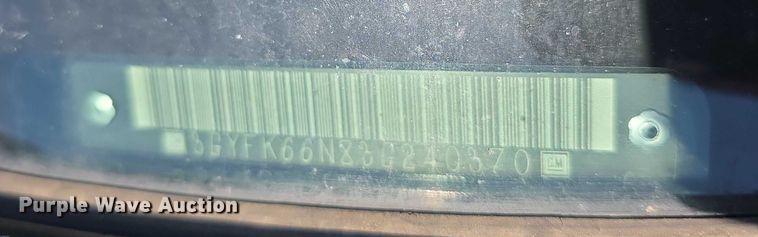 3GYFK66N83G240370 GM
Purple Wave Auction